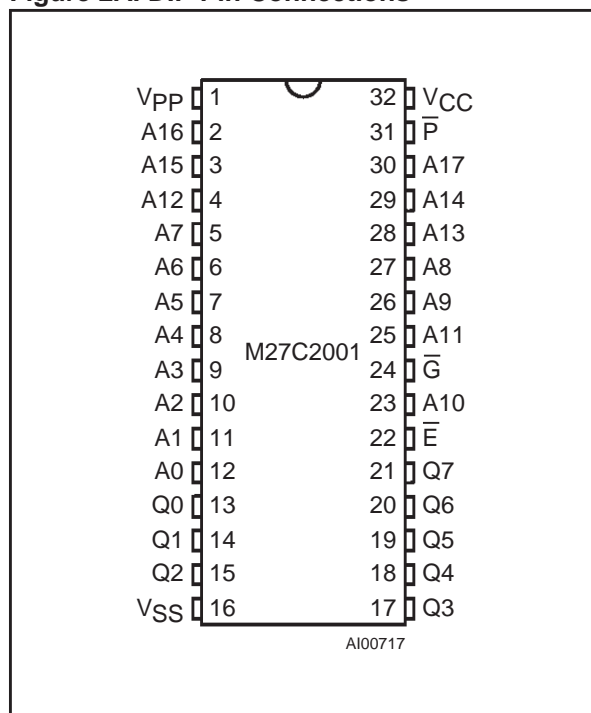 VPP 1 32 VCC
A16 2 31 P̅
A15 3 30 A17
A12 4 29 A14
A7 5 28 A13
A6 6 27 A8
A5 7 26 A9
A4 8 25 A11
M27C2001
A3 9 24 G̅
A2 10 23 A10
A1 11 22 E̅
A0 12 21 Q7
Q0 13 20 Q6
Q1 14 19 Q5
Q2 15 18 Q4
VSS 16 17 Q3
AI00717